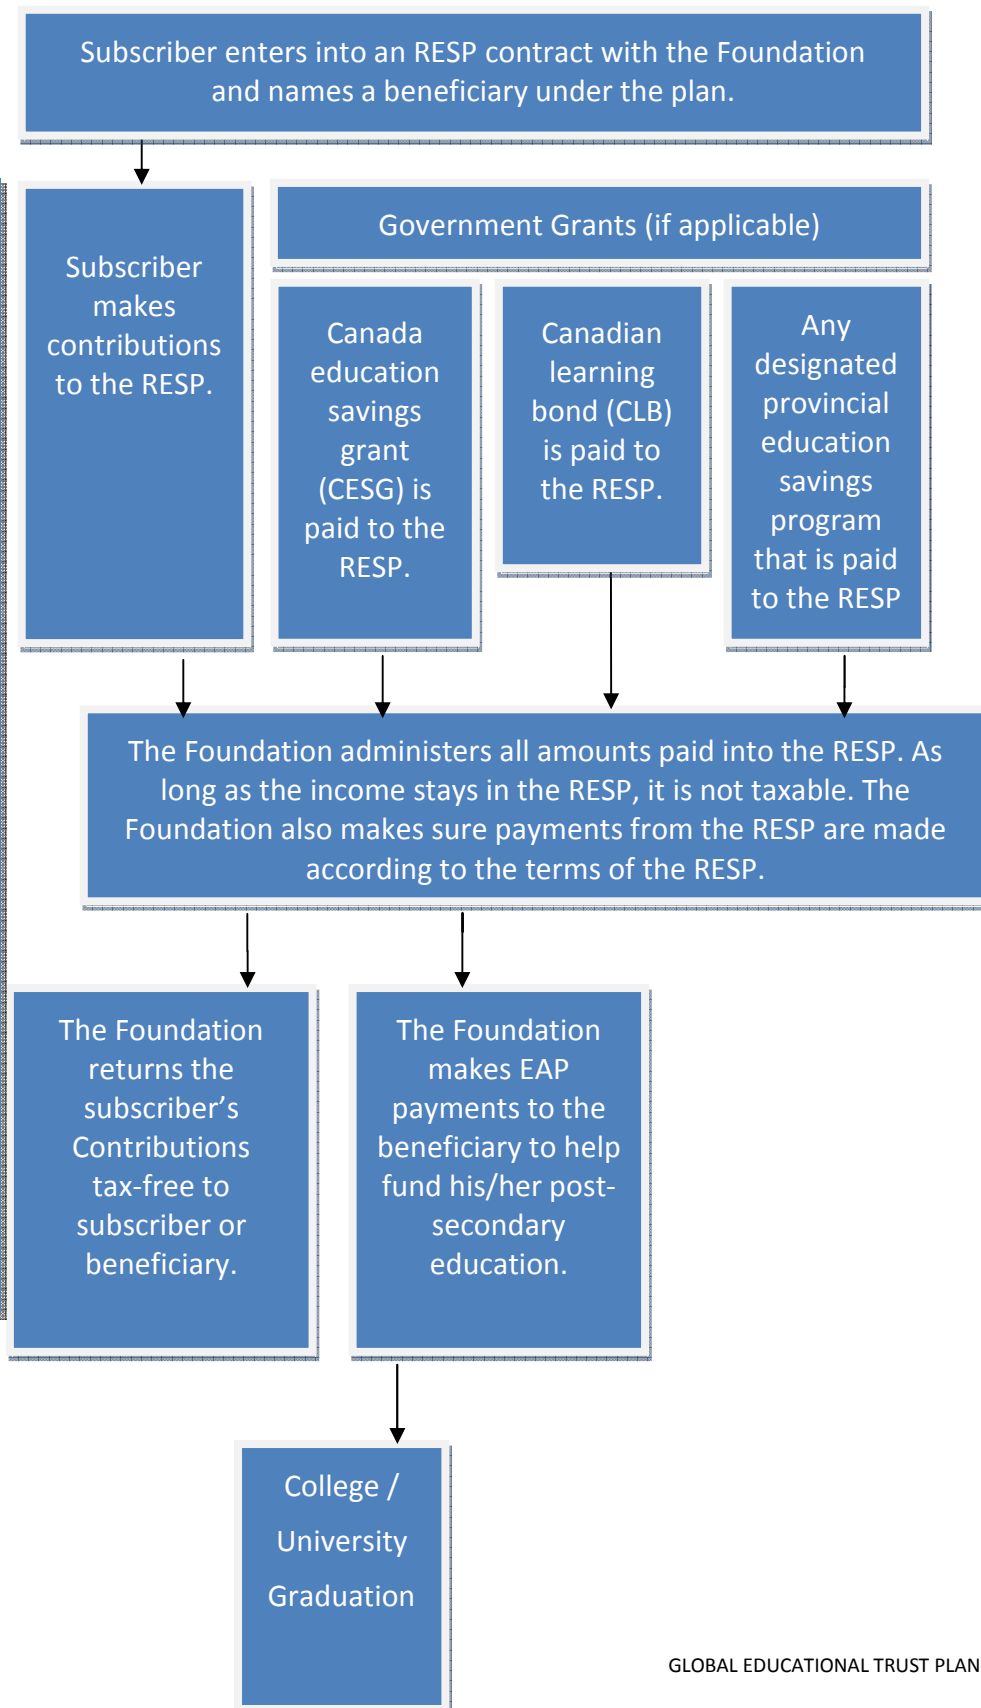 Subscriber enters into an RESP contract with the Foundation
and names a beneficiary under the plan.
Subscriber
makes
contributions
to the RESP.
Government Grants (if applicable)
Canada
education
savings
grant
(CESG) is
paid to the
RESP.
Canadian
learning
bond (CLB)
is paid to
the RESP.
Any
designated
provincial
education
savings
program
that is paid
to the RESP
The Foundation administers all amounts paid into the RESP. As
long as the income stays in the RESP, it is not taxable. The
Foundation also makes sure payments from the RESP are made
according to the terms of the RESP.
The Foundation
returns the
subscriber’s
Contributions
tax-free to
subscriber or
beneficiary.
The Foundation
makes EAP
payments to the
beneficiary to help
fund his/her post-
secondary
education.
College /
University
Graduation
GLOBAL EDUCATIONAL TRUST PLAN